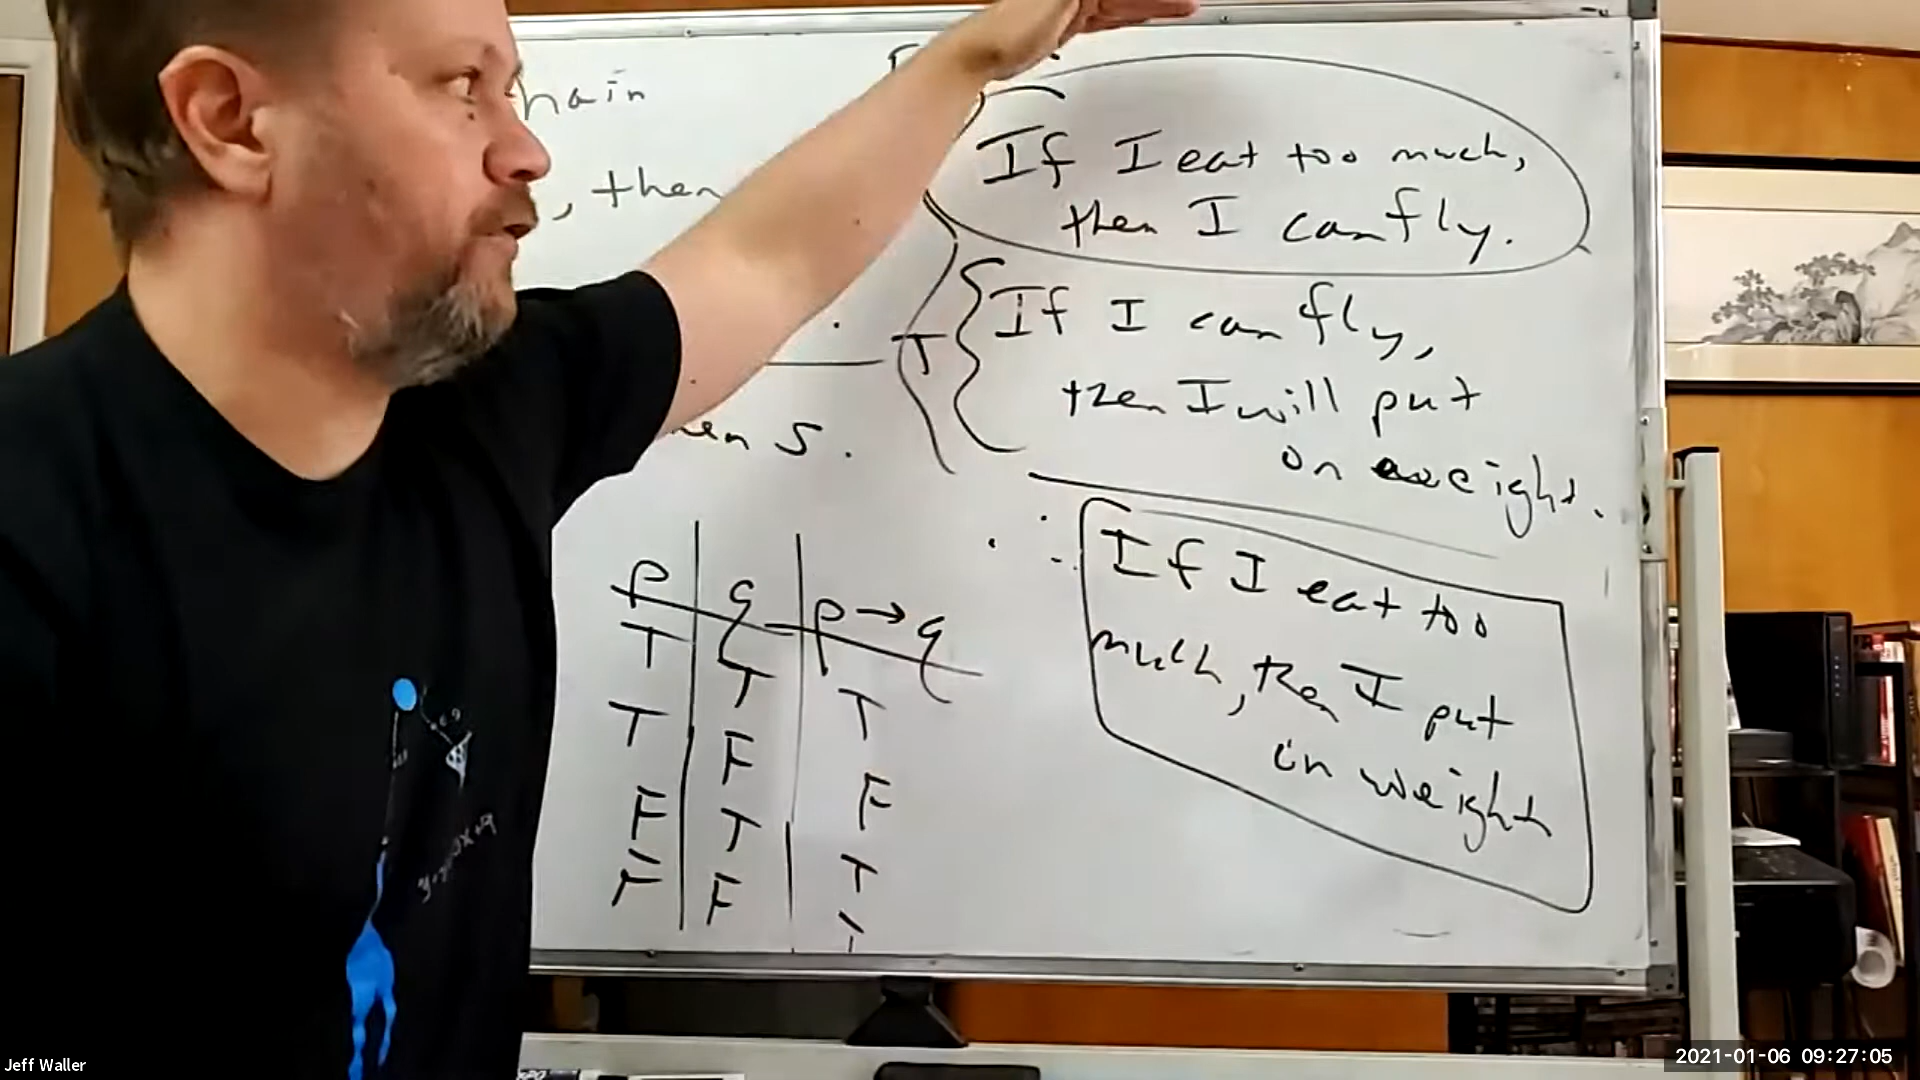 hain
, then
hen S.
If I eat too much,
then I can fly.
T
If I can fly,
then I will put
on weight.
∴ If I eat too
much, then I put
in weight
p q p → q
T T T
T F F
F T T
F F
Jeff Waller
2021-01-06 09:27:05